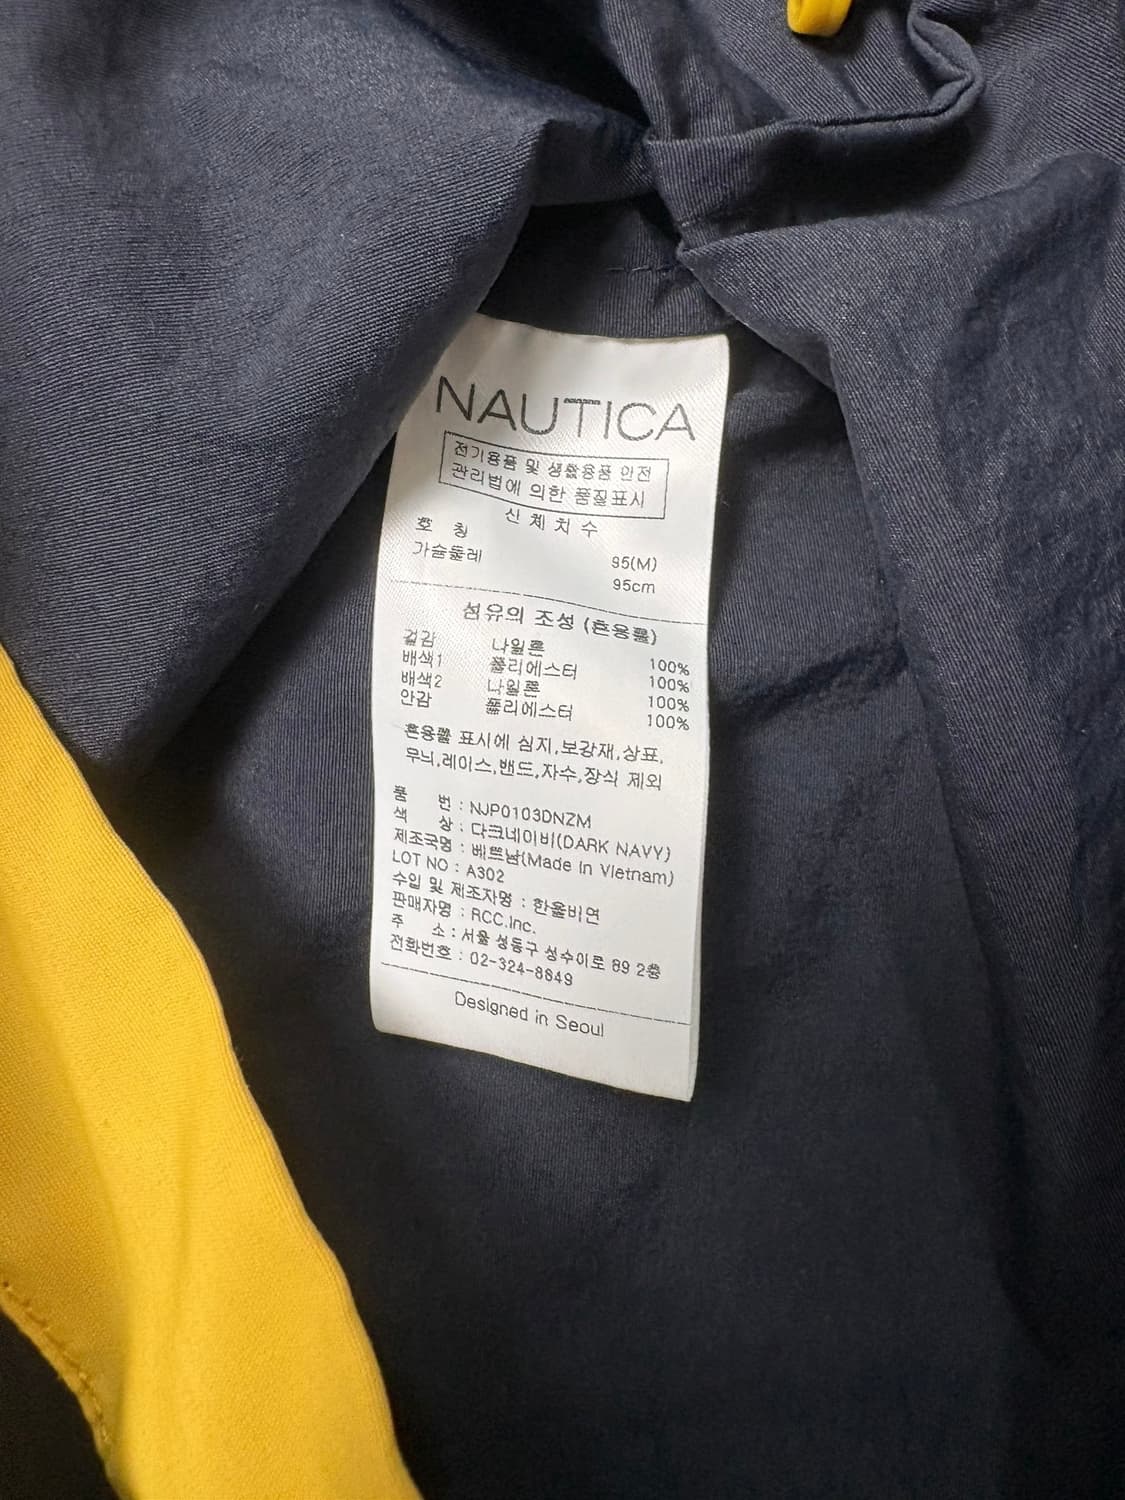 NAUTICA
전기용품 및 생활용품 안전
관리법에 의한 품질표시
신체치수
호 칭 95(M)
가슴둘레 95cm
섬유의 조성 (혼용률)
겉감 나일론 100%
배색1 폴리에스터 100%
배색2 나일론 100%
안감 폴리에스터 100%
혼용률 표시에 심지,보강재,상표,
무늬,레이스,밴드,자수,장식 제외
품 번 : NJP0103DNZM
색 상 : 다크네이비(DARK NAVY)
제조국명 : 베트남(Made in Vietnam)
LOT NO : A302
수입 및 제조자명 : 한올비연
판매자명 : RCC.Inc.
주 소 : 서울 성동구 성수이로 89 2층
전화번호 : 02-324-8849
Designed in Seoul